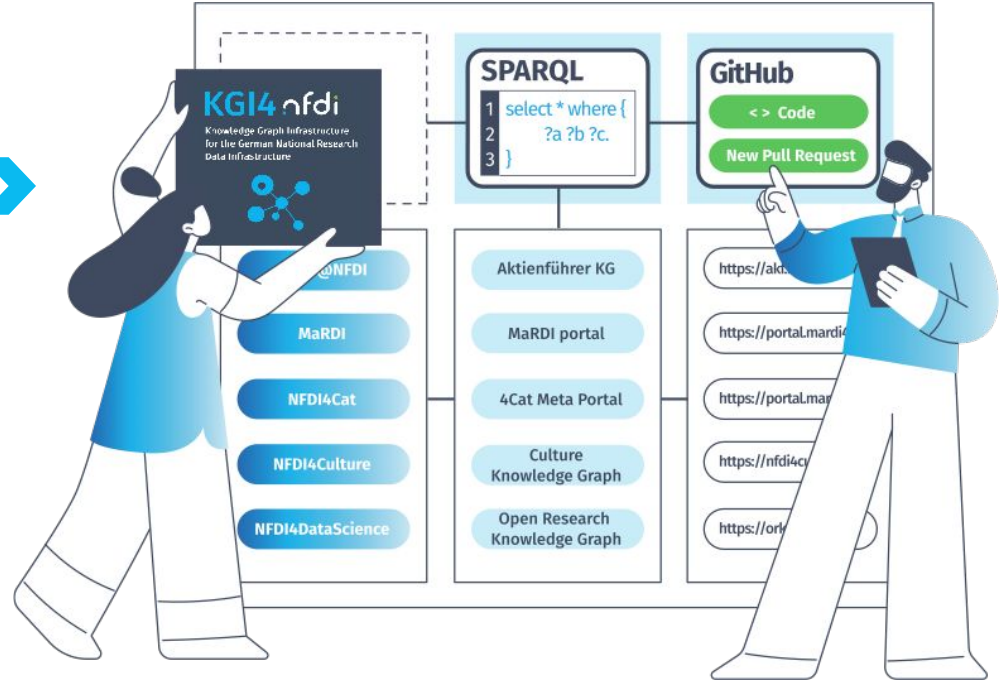 KGI4 nfdi
Knowledge Graph Infrastructure
for the German National Research
Data Infrastructure
SPARQL
1 select * where {
2 ?a ?b ?c.
3 }
GitHub
< > Code
New Pull Request
@NFDI
MaRDI
NFDI4Cat
NFDI4Culture
NFDI4DataScience
Aktienführer KG
MaRDI portal
4Cat Meta Portal
Culture
Knowledge Graph
Open Research
Knowledge Graph
https://akt
https://portal.mardi4
https://portal.mar
https://nfdi4cu
https://ork